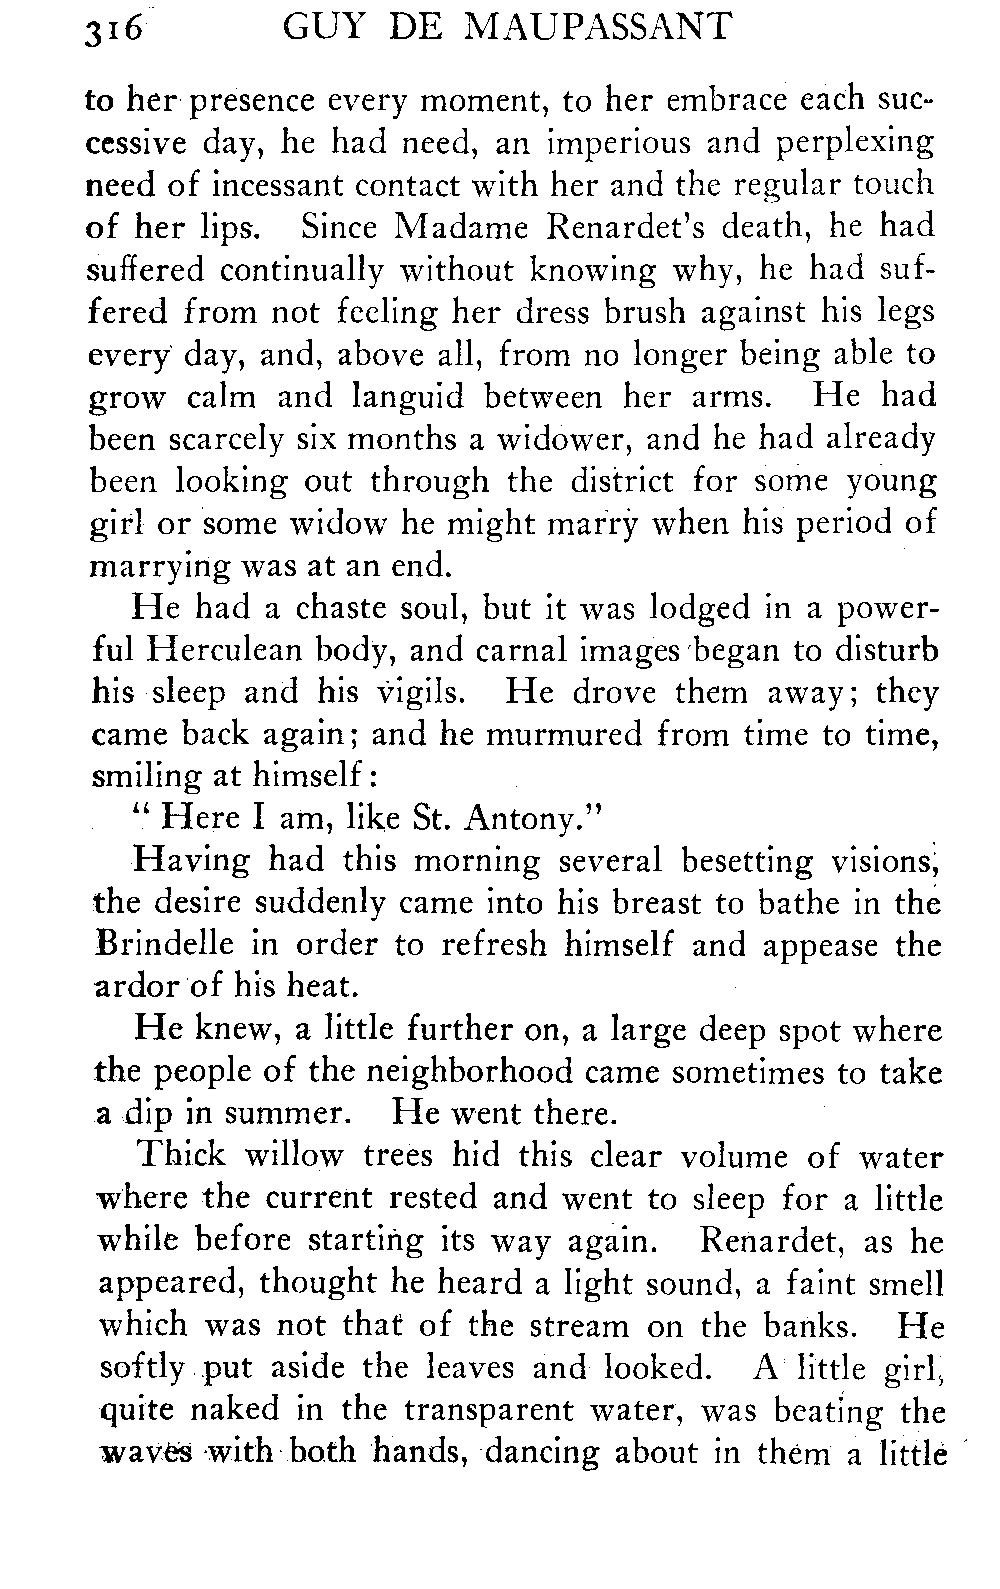 316 GUY DE MAUPASSANT
to her presence every moment, to her embrace each suc-
cessive day, he had need, an imperious and perplexing
need of incessant contact with her and the regular touch
of her lips. Since Madame Renardet's death, he had
suffered continually without knowing why, he had suf-
fered from not feeling her dress brush against his legs
every day, and, above all, from no longer being able to
grow calm and languid between her arms. He had
been scarcely six months a widower, and he had already
been looking out through the district for some young
girl or some widow he might marry when his period of
marrying was at an end.
He had a chaste soul, but it was lodged in a power-
ful Herculean body, and carnal images began to disturb
his sleep and his vigils. He drove them away; they
came back again; and he murmured from time to time,
smiling at himself:
" Here I am, like St. Antony."
Having had this morning several besetting visions,
the desire suddenly came into his breast to bathe in the
Brindelle in order to refresh himself and appease the
ardor of his heat.
He knew, a little further on, a large deep spot where
the people of the neighborhood came sometimes to take
a dip in summer. He went there.
Thick willow trees hid this clear volume of water
where the current rested and went to sleep for a little
while before starting its way again. Renardet, as he
appeared, thought he heard a light sound, a faint smell
which was not that of the stream on the banks. He
softly put aside the leaves and looked. A little girl,
quite naked in the transparent water, was beating the
waves with both hands, dancing about in them a little